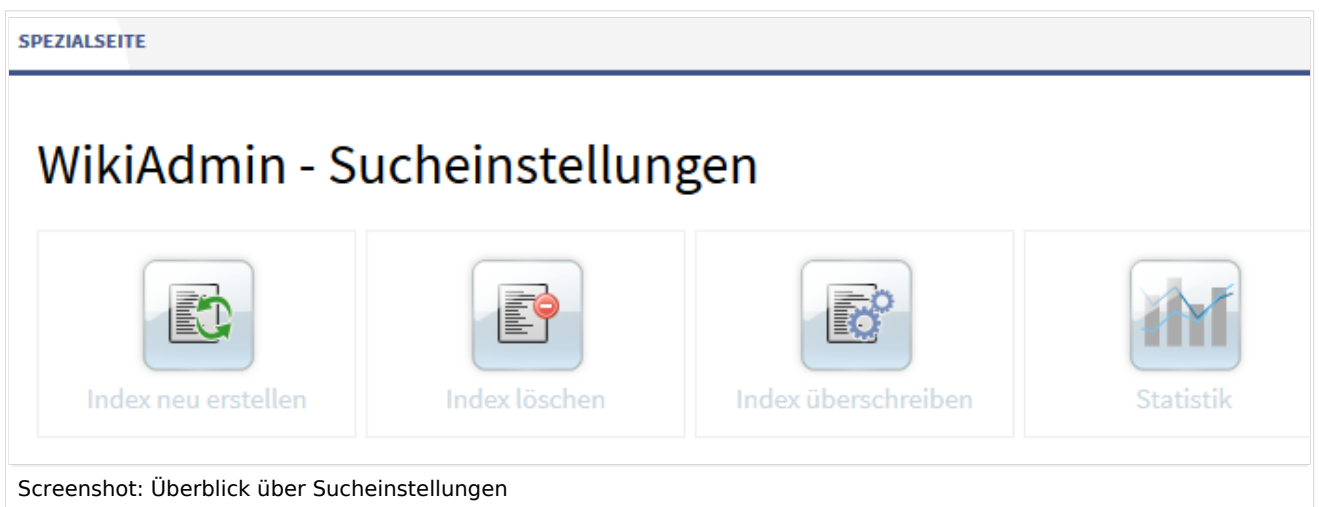 SPEZIALSEITE
WikiAdmin - Sucheinstellungen
Index neu erstellen
Index löschen
Index überschreiben
Statistik
Screenshot: Überblick über Sucheinstellungen